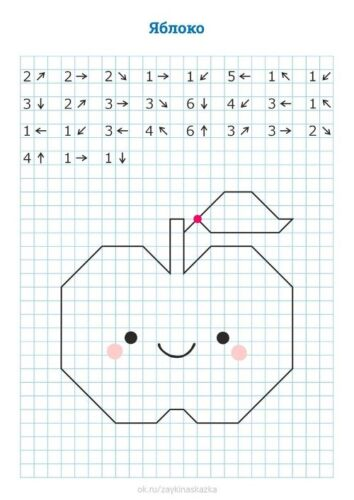 Яблоко
2 ↗ 2 → 2 ↘ 1 → 1 ↙ 5 ← 1 ↖ 1 ↙
3 ↓ 2 ↗ 3 → 3 ↘ 6 ↓ 4 ↙ 3 ← 1 ↖
1 ← 1 ↙ 3 ← 4 ↖ 6 ↑ 3 ↗ 3 → 2 ↘
4 ↑ 1 → 1 ↓
ok.ru/zaykinaskazka